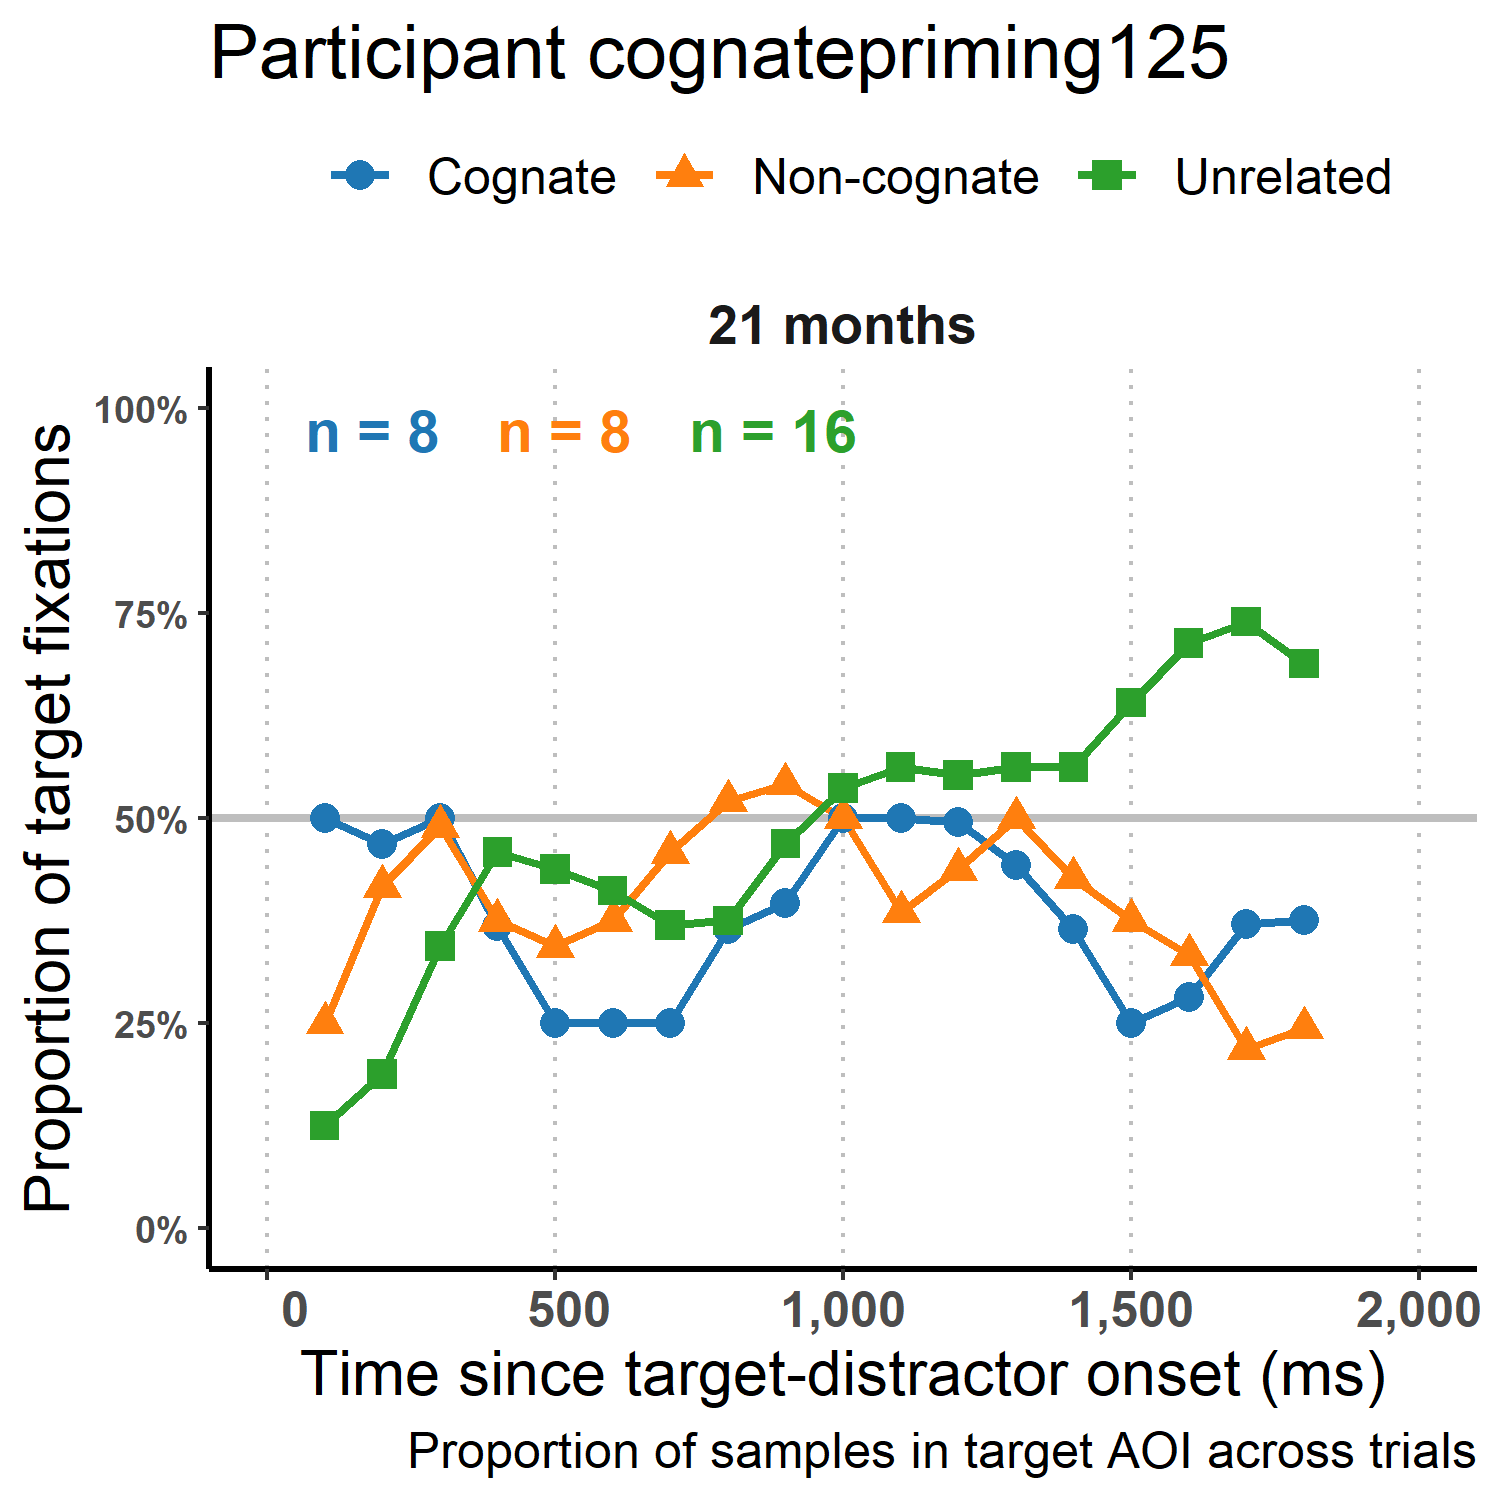 Participant cognatepriming125
Cognate Non-cognate Unrelated
21 months
n = 8 n = 8 n = 16
Proportion of target fixations
100%
75%
50%
25%
0%
0 500 1,000 1,500 2,000
Time since target-distractor onset (ms)
Proportion of samples in target AOI across trials